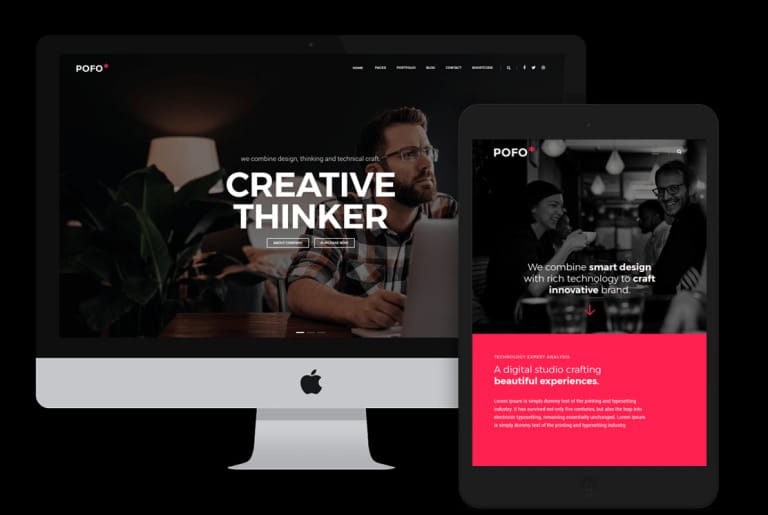 POFO*
HOME PAGES PORTFOLIO BLOG CONTACT SHORTCODE
we combine design, thinking and technical craft.
CREATIVE
THINKER
ABOUT COMPANY PURCHASE NOW
POFO*
We combine smart design
with rich technology to craft
innovative brand.
TECHNOLOGY EXPERT ANALYSIS
A digital studio crafting
beautiful experiences.
Lorem Ipsum is simply dummy text of the printing and typesetting
industry. It has survived not only five centuries, but also the leap into
electronic typesetting, remaining essentially unchanged. Lorem Ipsum
is simply dummy text of the printing and typesetting industry.